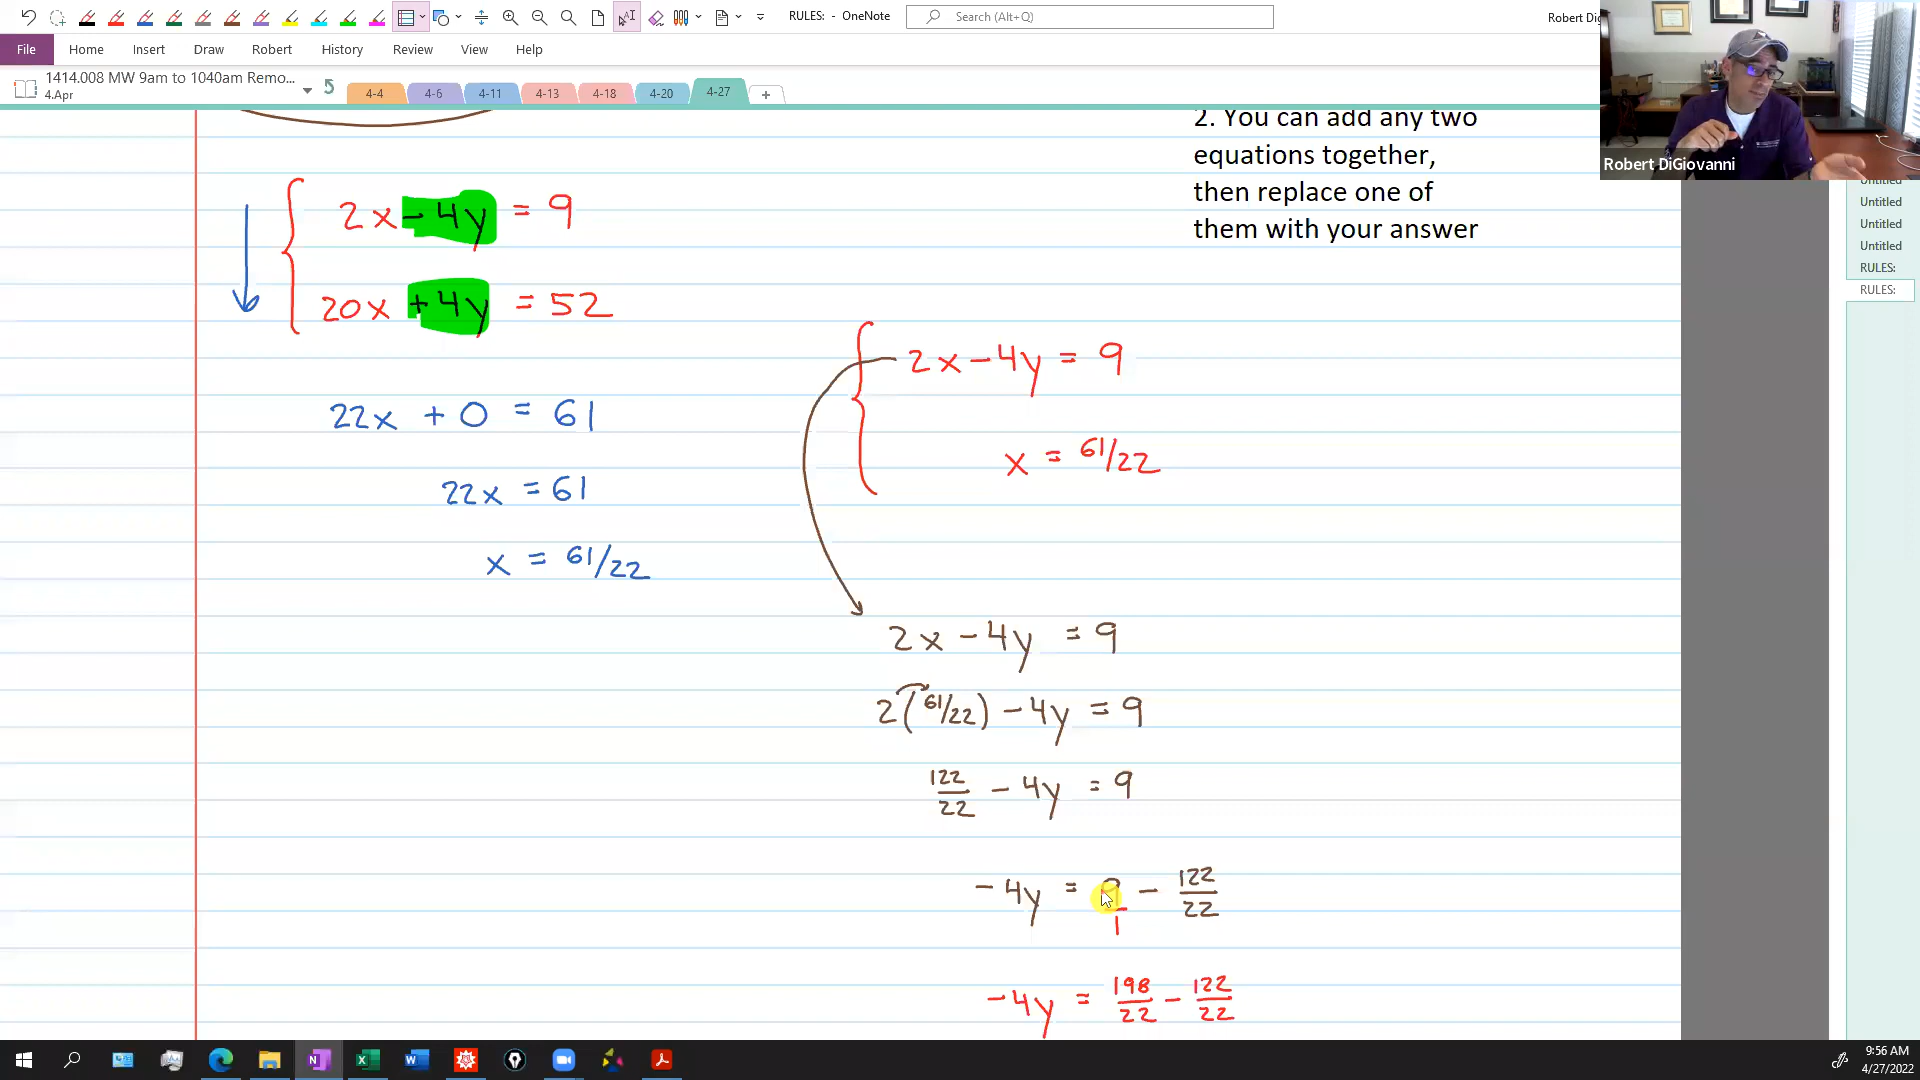 RULES: - OneNote
Search (Alt+Q)
File Home Insert Draw Robert History Review View Help
1414.008 MW 9am to 1040am Remo...
4.Apr
4-4 4-6 4-11 4-13 4-18 4-20 4-27
2. You can add any two
equations together,
then replace one of
them with your answer
2x - 4y = 9
20x + 4y = 52
22x + 0 = 61
22x = 61
x = 61/22
2x - 4y = 9
x = 61/22
2x - 4y = 9
2(61/22) - 4y = 9
122/22 - 4y = 9
-4y = 9/1 - 122/22
-4y = 198/22 - 122/22
Robert DiGiovanni
Untitled
Untitled
Untitled
RULES:
RULES:
9:56 AM
4/27/2022